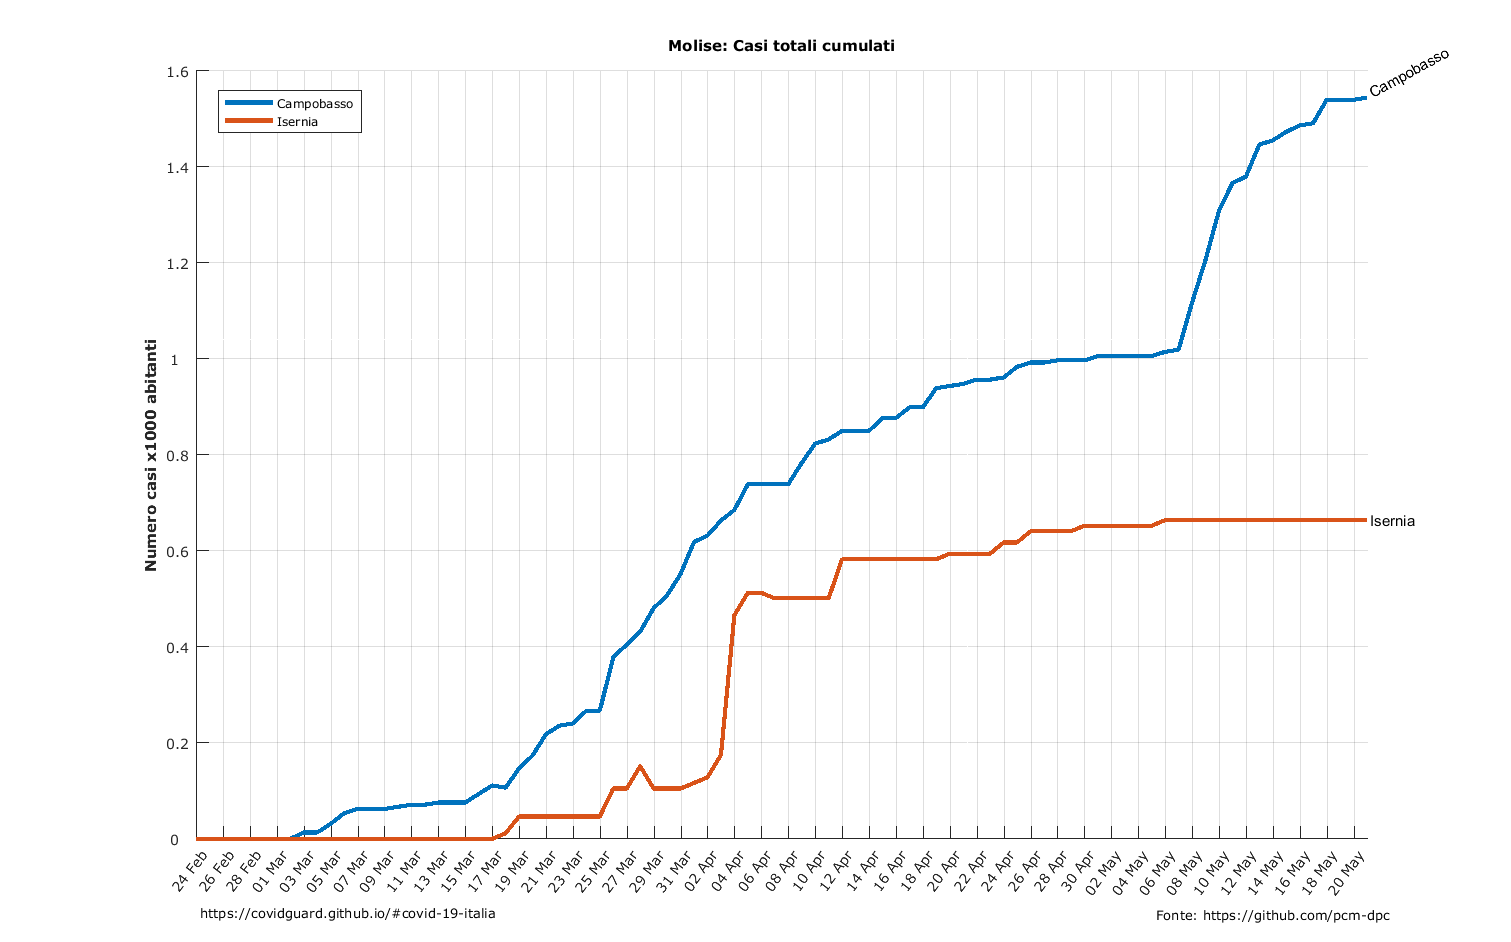 Molise: Casi totali cumulati
Campobasso
Isernia
Numero casi x1000 abitanti
1.6
1.4
1.2
1
0.8
0.6
0.4
0.2
0
Campobasso
Isernia
24 Feb
26 Feb
28 Feb
01 Mar
03 Mar
05 Mar
07 Mar
09 Mar
11 Mar
13 Mar
15 Mar
17 Mar
19 Mar
21 Mar
23 Mar
25 Mar
27 Mar
29 Mar
31 Mar
02 Apr
04 Apr
06 Apr
08 Apr
10 Apr
12 Apr
14 Apr
16 Apr
18 Apr
20 Apr
22 Apr
24 Apr
26 Apr
28 Apr
30 Apr
02 May
04 May
06 May
08 May
10 May
12 May
14 May
16 May
18 May
20 May
https://covidguard.github.io/#covid-19-italia
Fonte: https://github.com/pcm-dpc